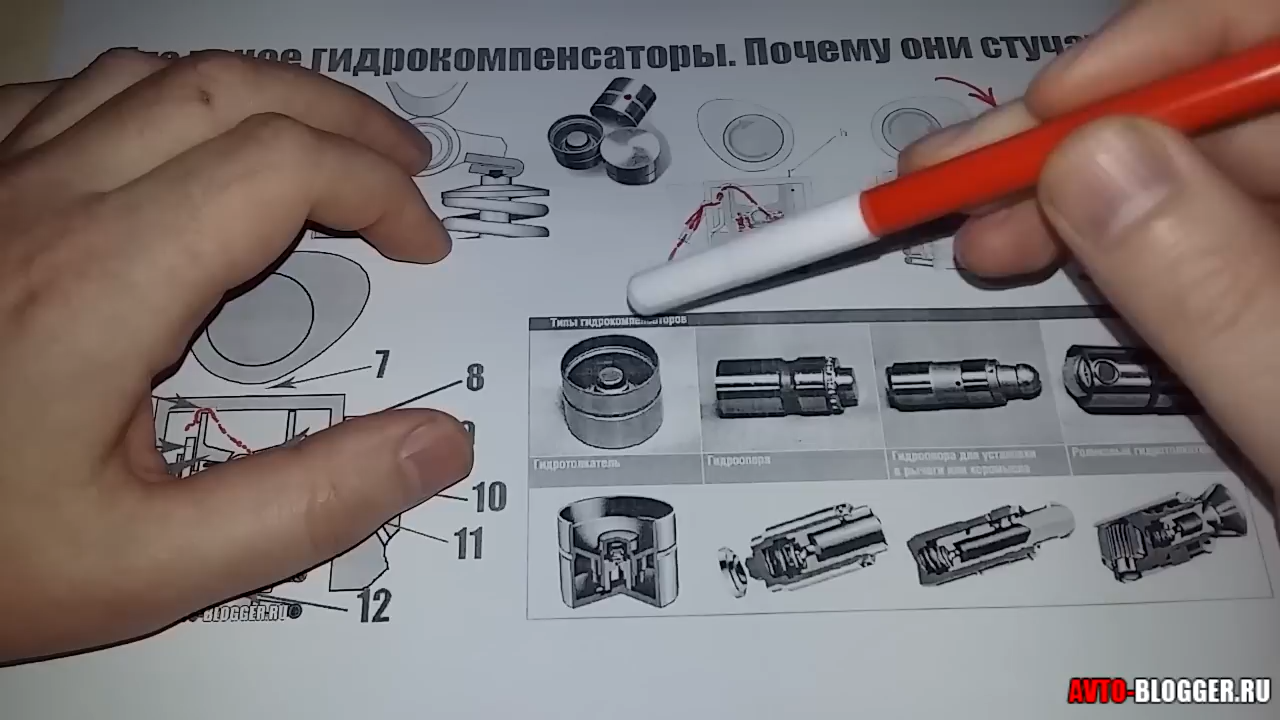 гидрокомпенсаторы. Почему они
7
8
10
11
12
BLOGGER.RU
Типы гидрокомпенсаторов
Гидротолкатель
Гидроопора
Гидроопора для установки
в рычаги или коромысла
Роликовый
AVTO-BLOGGER.RU